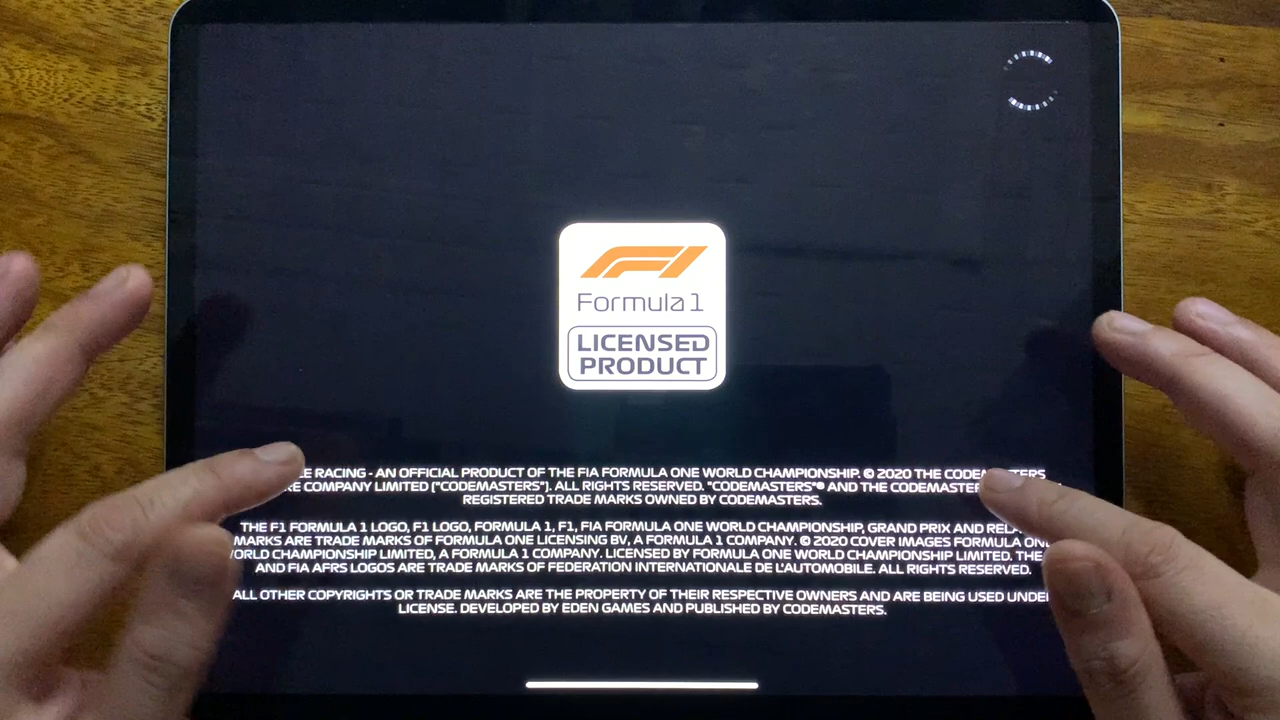 F1
Formula 1
LICENSED
PRODUCT
RACING - AN OFFICIAL PRODUCT OF THE FIA FORMULA ONE WORLD CHAMPIONSHIP. © 2020 THE CODEMASTERS
COMPANY LIMITED ("CODEMASTERS"). ALL RIGHTS RESERVED. "CODEMASTERS"® AND THE
REGISTERED TRADE MARKS OWNED BY CODEMASTERS.
THE F1 FORMULA 1 LOGO, F1 LOGO, FORMULA 1, F1, FIA FORMULA ONE WORLD CHAMPIONSHIP, GRAND PRIX AND
MARKS ARE TRADE MARKS OF FORMULA ONE LICENSING BV, A FORMULA 1 COMPANY. © 2020 COVER IMAGES FORMULA ONE
WORLD CHAMPIONSHIP LIMITED, A FORMULA 1 COMPANY. LICENSED BY FORMULA ONE WORLD CHAMPIONSHIP LIMITED. THE
AND FIA AFRS LOGOS ARE TRADE MARKS OF FEDERATION INTERNATIONALE DE L'AUTOMOBILE. ALL RIGHTS RESERVED.
ALL OTHER COPYRIGHTS OR TRADE MARKS ARE THE PROPERTY OF THEIR RESPECTIVE OWNERS AND ARE BEING USED UNDER
LICENSE. DEVELOPED BY EDEN GAMES AND PUBLISHED BY CODEMASTERS.